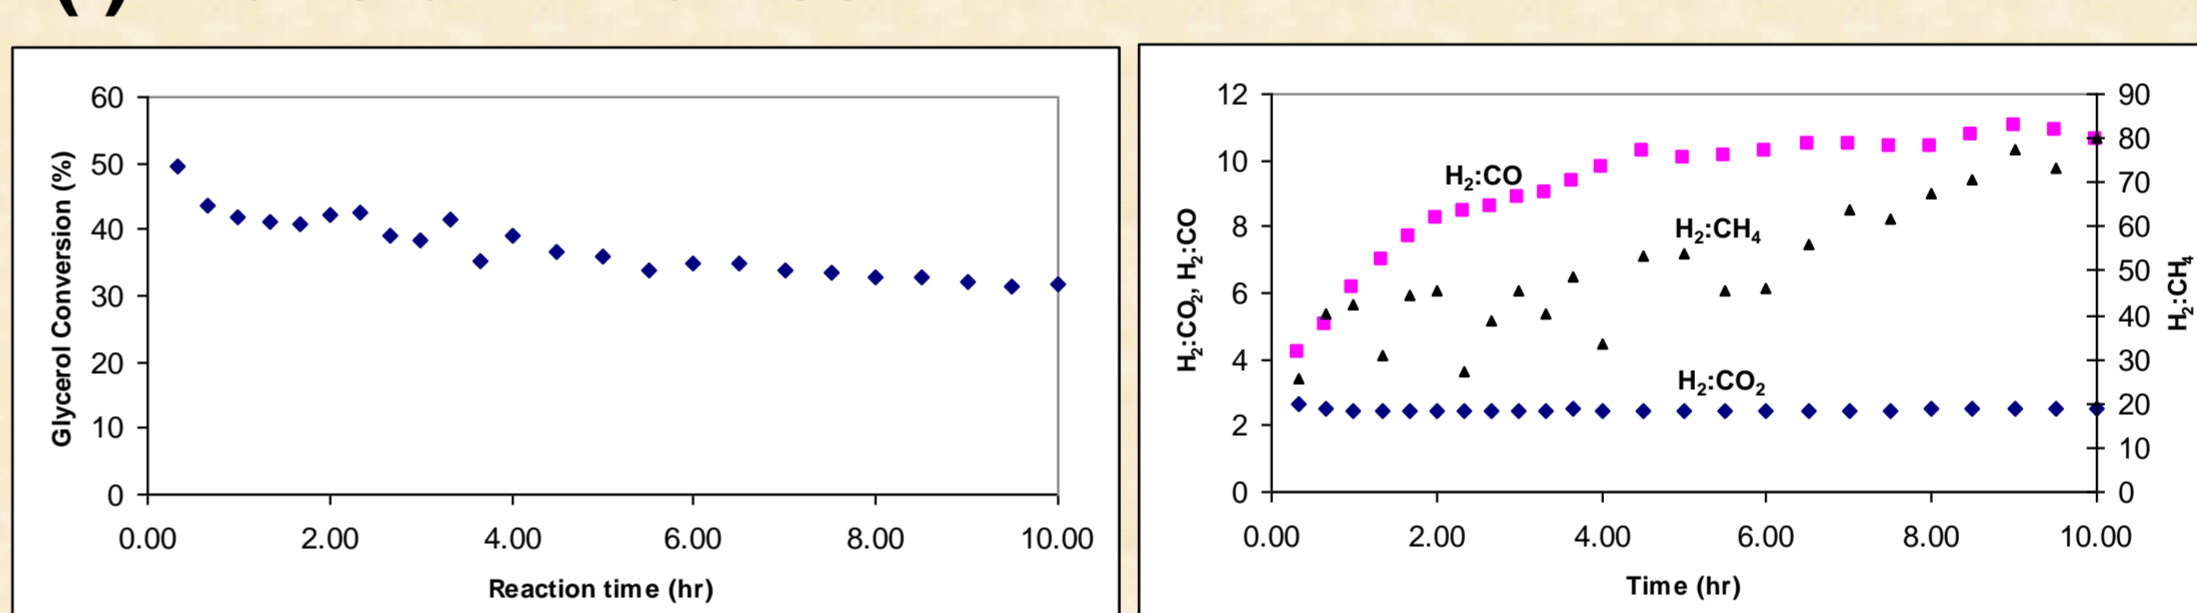 60
50
40
30
20
10
0
Glycerol Conversion (%)
0.00 2.00 4.00 6.00 8.00 10.00
Reaction time (hr)
12
10
8
6
4
2
0
H₂:CO₂, H₂:CO
H₂:CO
H₂:CH₄
H₂:CO₂
90
80
70
60
50
40
30
20
10
0
H₂:CH₄
0.00 2.00 4.00 6.00 8.00 10.00
Time (hr)